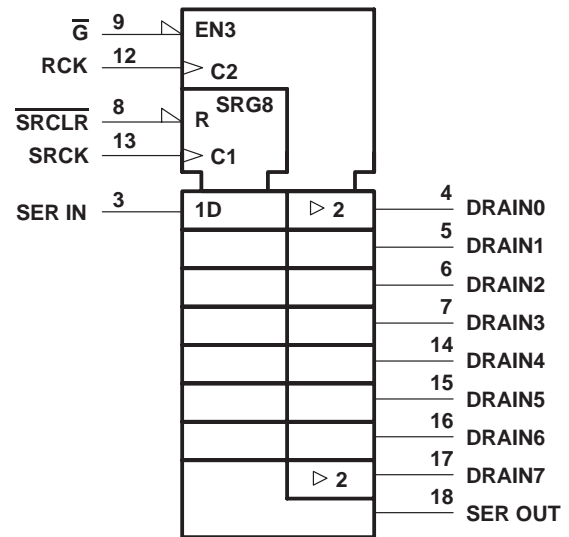 G 9 EN3
RCK 12 C2
SRG8
SRCLR 8 R
SRCK 13 C1
SER IN 3 1D 2 4 DRAIN0
5 DRAIN1
6 DRAIN2
7 DRAIN3
14 DRAIN4
15 DRAIN5
16 DRAIN6
2 17 DRAIN7
18 SER OUT